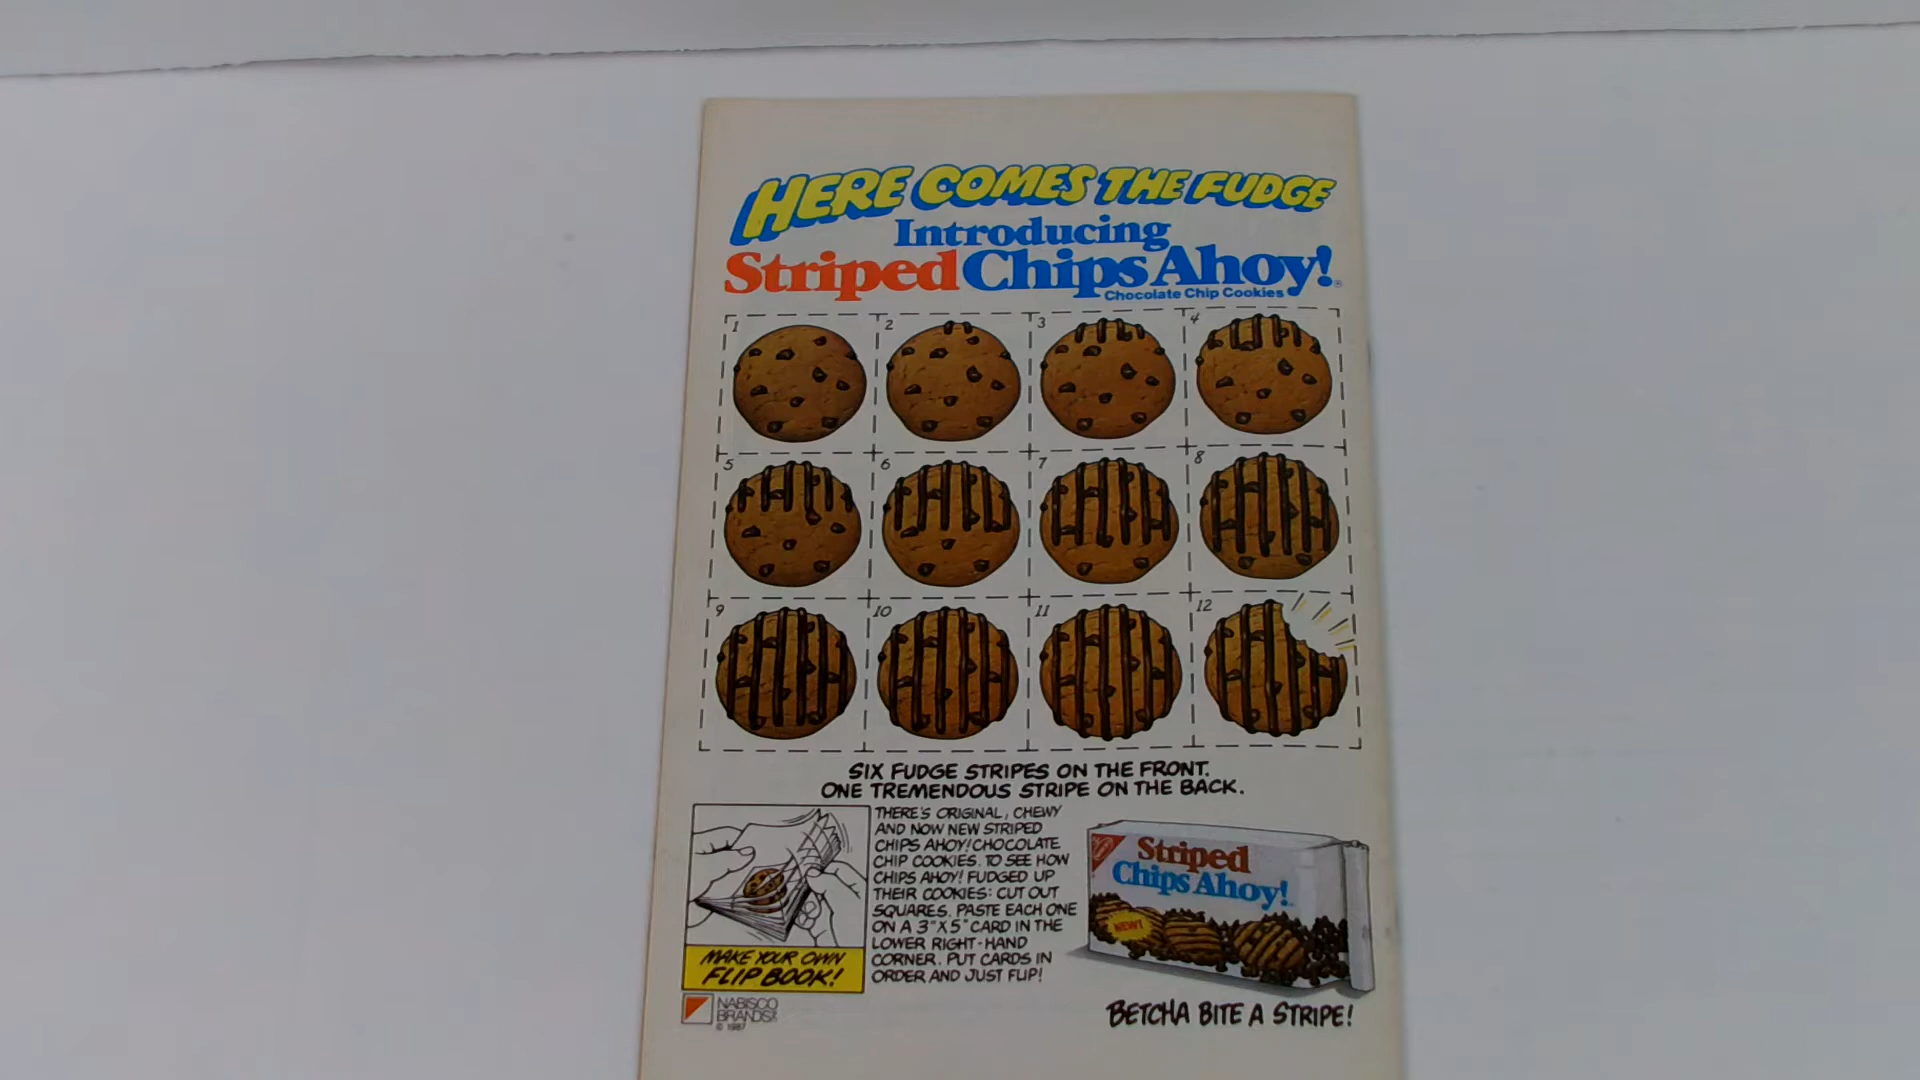 HERE COMES THE FUDGE
Introducing
Striped Chips Ahoy!®
Chocolate Chip Cookies
1
2
3
4
5
6
7
8
9
10
11
12
SIX FUDGE STRIPES ON THE FRONT.
ONE TREMENDOUS STRIPE ON THE BACK.
THERE'S ORIGINAL, CHEWY
AND NOW NEW STRIPED
CHIPS AHOY! CHOCOLATE
CHIP COOKIES. TO SEE HOW
CHIPS AHOY! FUDGED UP
THEIR COOKIES: CUT OUT
SQUARES. PASTE EACH ONE
ON A 3"X5" CARD IN THE
LOWER RIGHT-HAND
CORNER. PUT CARDS IN
ORDER AND JUST FLIP!
MAKE YOUR OWN
FLIP BOOK!
NABISCO
BRANDS
© 1987
Striped
Chips Ahoy!
NEW!
BETCHA BITE A STRIPE!